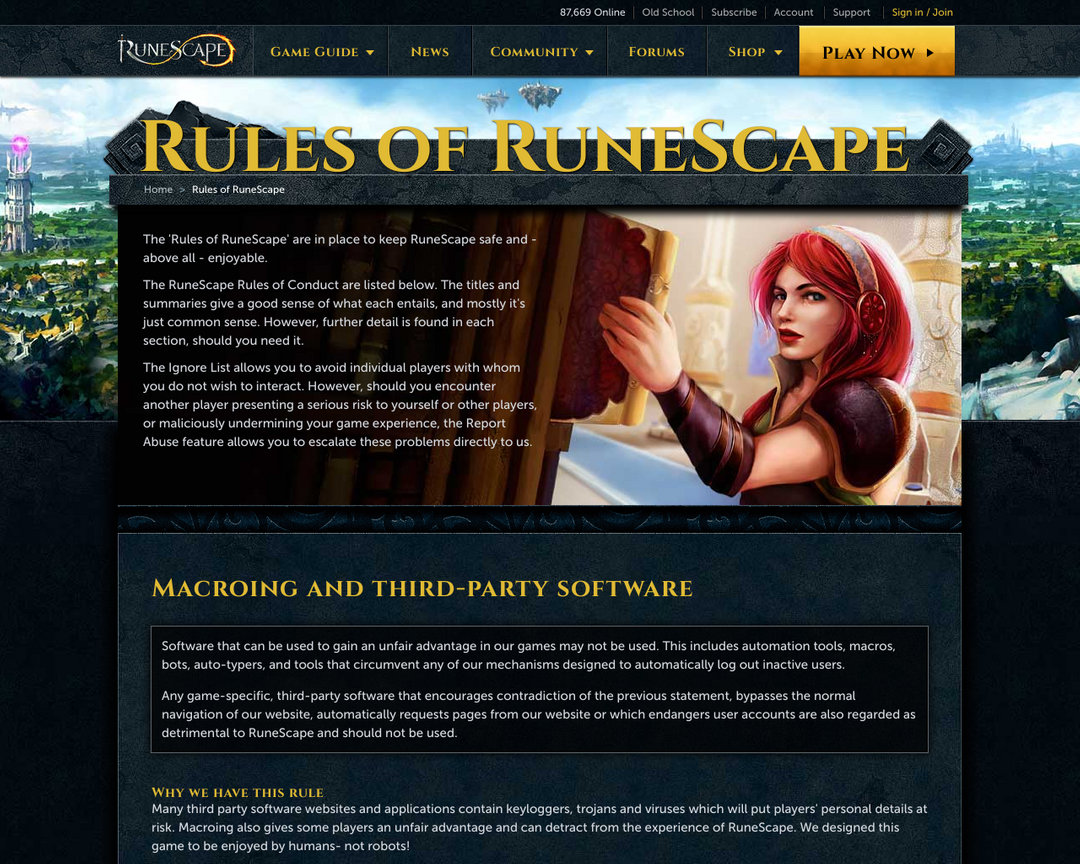 87,669 Online Old School Subscribe Account Support Sign in / Join
RuneScape Game Guide News Community Forums Shop Play Now
Rules of RuneScape
Home > Rules of RuneScape
The 'Rules of RuneScape' are in place to keep RuneScape safe and -
above all - enjoyable.
The RuneScape Rules of Conduct are listed below. The titles and
summaries give a good sense of what each entails, and mostly it's
just common sense. However, further detail is found in each
section, should you need it.
The Ignore List allows you to avoid individual players with whom
you do not wish to interact. However, should you encounter
another player presenting a serious risk to yourself or other players,
or maliciously undermining your game experience, the Report
Abuse feature allows you to escalate these problems directly to us.
Macroing and third-party software
Software that can be used to gain an unfair advantage in our games may not be used. This includes automation tools, macros,
bots, auto-typers, and tools that circumvent any of our mechanisms designed to automatically log out inactive users.
Any game-specific, third-party software that encourages contradiction of the previous statement, bypasses the normal
navigation of our website, automatically requests pages from our website or which endangers user accounts are also regarded as
detrimental to RuneScape and should not be used.
Why we have this rule
Many third party software websites and applications contain keyloggers, trojans and viruses which will put players' personal details at
risk. Macroing also gives some players an unfair advantage and can detract from the experience of RuneScape. We designed this
game to be enjoyed by humans- not robots!